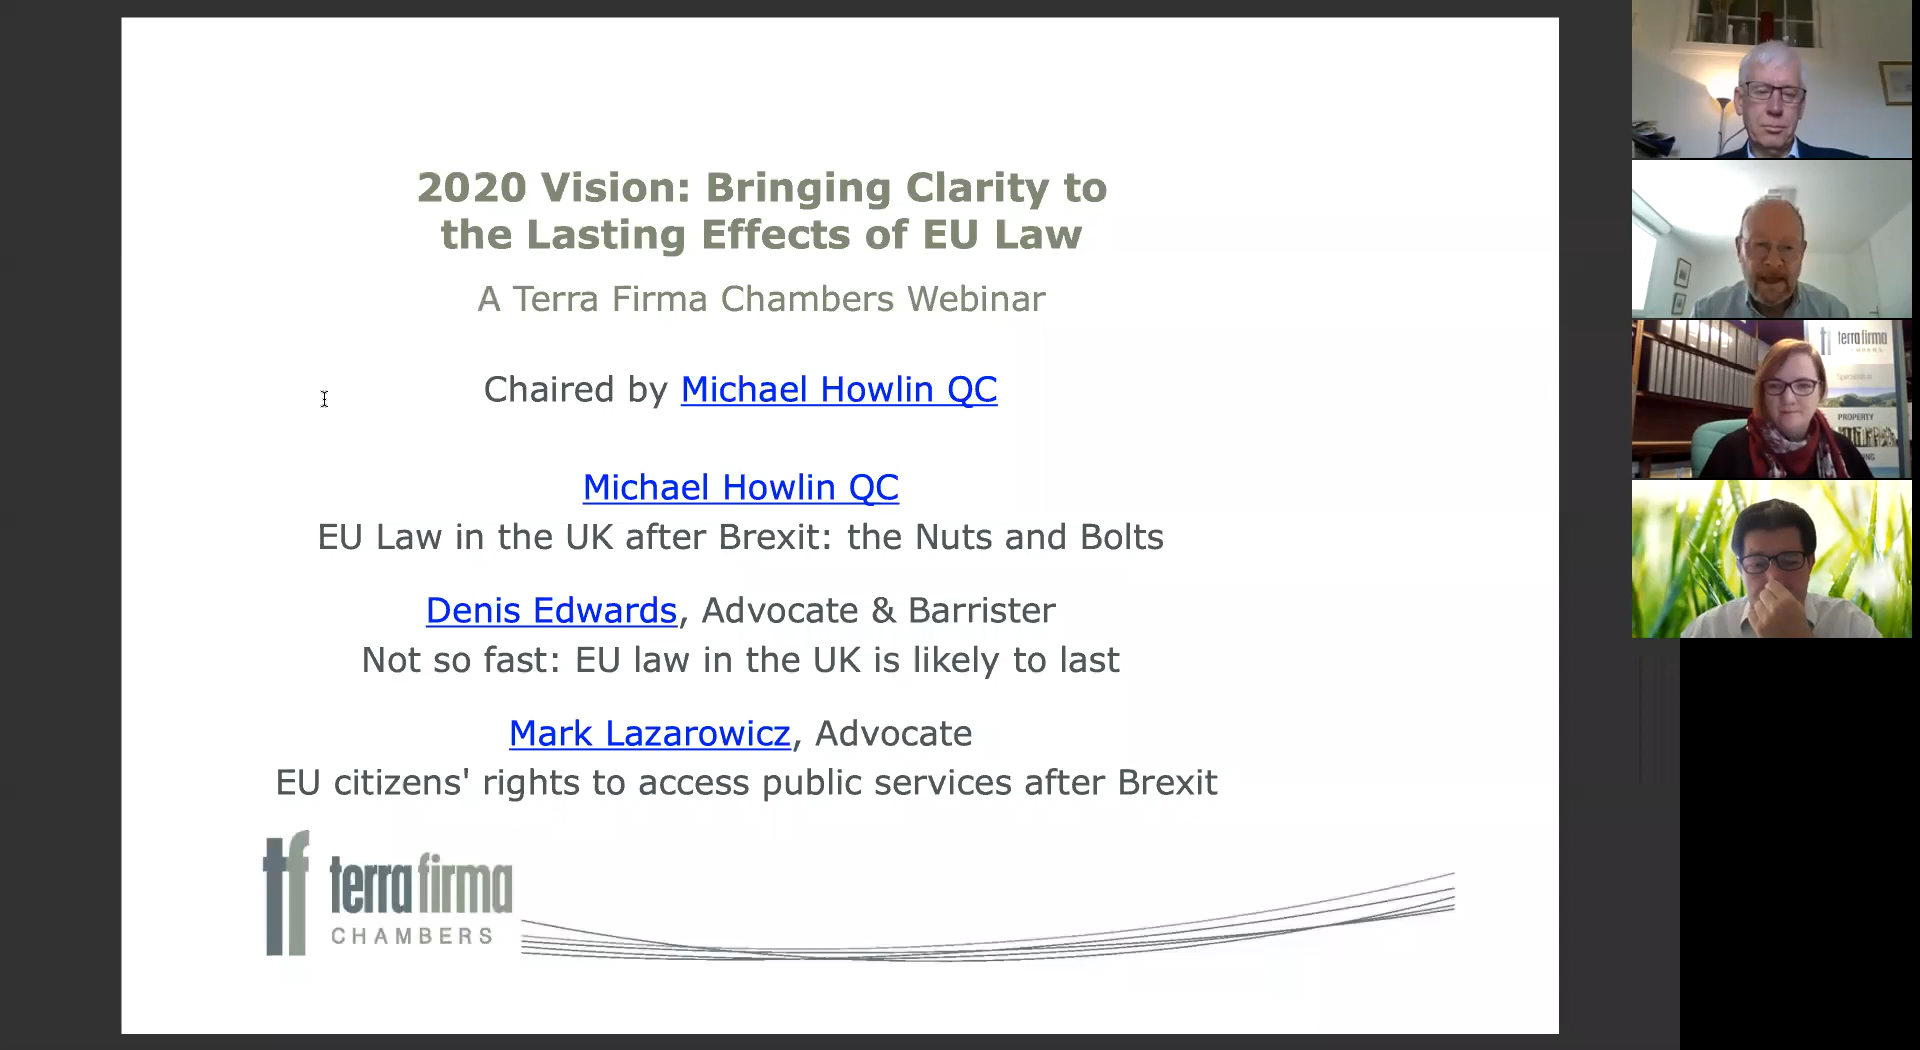 2020 Vision: Bringing Clarity to
the Lasting Effects of EU Law
A Terra Firma Chambers Webinar
Chaired by Michael Howlin QC
Michael Howlin QC
EU Law in the UK after Brexit: the Nuts and Bolts
Denis Edwards, Advocate & Barrister
Not so fast: EU law in the UK is likely to last
Mark Lazarowicz, Advocate
EU citizens' rights to access public services after Brexit
tf terra firma
CHAMBERS
tf terra firma
PROPERTY